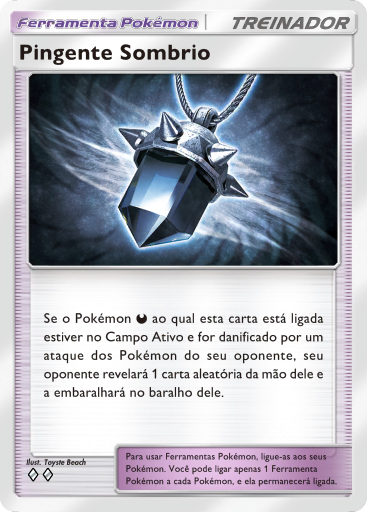 Ferramenta Pokémon
TREINADOR
Pingente Sombrio
Se o Pokémon ao qual esta carta está ligada
estiver no Campo Ativo e for danificado por um
ataque dos Pokémon do seu oponente, seu
oponente revelará 1 carta aleatória da mão dele e
a embaralhará no baralho dele.
Ilust. Toyste Beach
Para usar Ferramentas Pokémon, ligue-as aos seus
Pokémon. Você pode ligar apenas 1 Ferramenta
Pokémon a cada Pokémon, e ela permanecerá ligada.